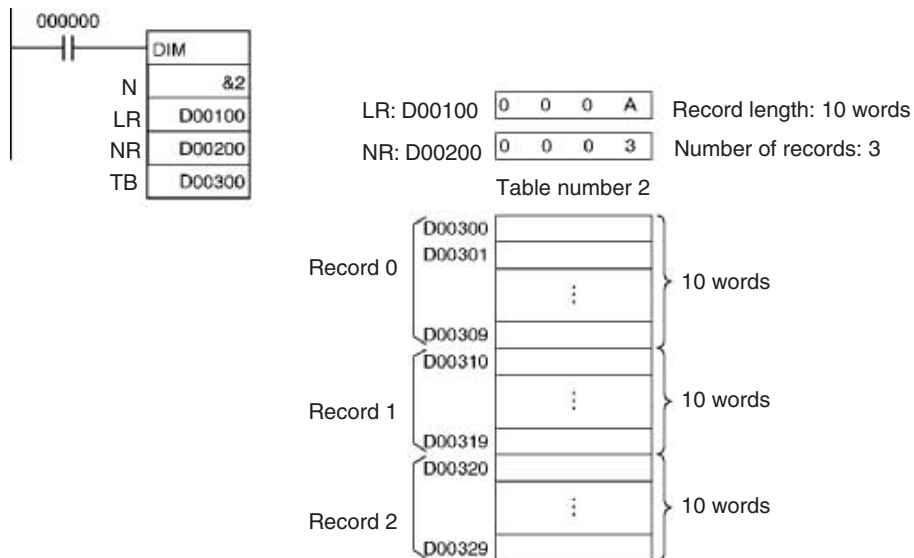 000000
DIM
N &2
LR D00100
NR D00200
TB D00300
LR: D00100 0 0 0 A Record length: 10 words
NR: D00200 0 0 0 3 Number of records: 3
Table number 2
D00300
D00301
Record 0
10 words
D00309
D00310
Record 1
10 words
D00319
D00320
Record 2
10 words
D00329